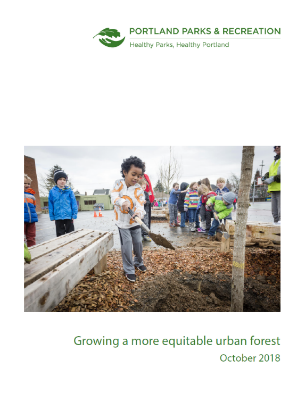 PORTLAND PARKS & RECREATION
Healthy Parks, Healthy Portland
Growing a more equitable urban forest
October 2018